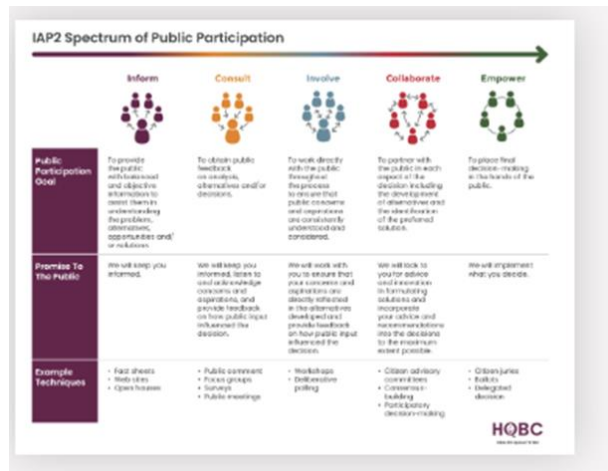 IAP2 Spectrum of Public Participation
Inform
Consult
Involve
Collaborate
Empower
Public
Participation
Goal
To provide
the public
with balanced
and objective
information to
assist them in
understanding
the problem,
alternatives,
opportunities and/
or solutions
To obtain public
feedback
on analysis,
alternatives and/or
decisions.
To work directly
with the public
throughout
the process
to ensure that
public concerns
and aspirations
are consistently
understood and
considered.
To partner with
the public in each
aspect of the
decision including
the development
of alternatives and
the identification
of the preferred
solution.
To place final
decision-making
in the hands of the
public.
Promise To
The Public
We will keep you
informed.
We will keep you
informed, listen to
and acknowledge
concerns and
aspirations, and
provide feedback
on how public input
influenced the
decision.
We will work with
you to ensure that
your concerns and
aspirations are
directly reflected
in the alternatives
developed and
provide feedback
on how public input
influenced the
decision.
We will look to
you for advice
and innovation
in formulating
solutions and
incorporate
your advice and
recommendations
into the decisions
to the maximum
extent possible.
We will implement
what you decide.
Example
Techniques
• Fact sheets
• Web sites
• Open houses
• Public comment
• Focus groups
• Surveys
• Public meetings
• Workshops
• Deliberative
polling
• Citizen advisory
committees
• Consensus-
building
• Participatory
decision-making
• Citizen juries
• Ballots
• Delegated
decision
HQBC